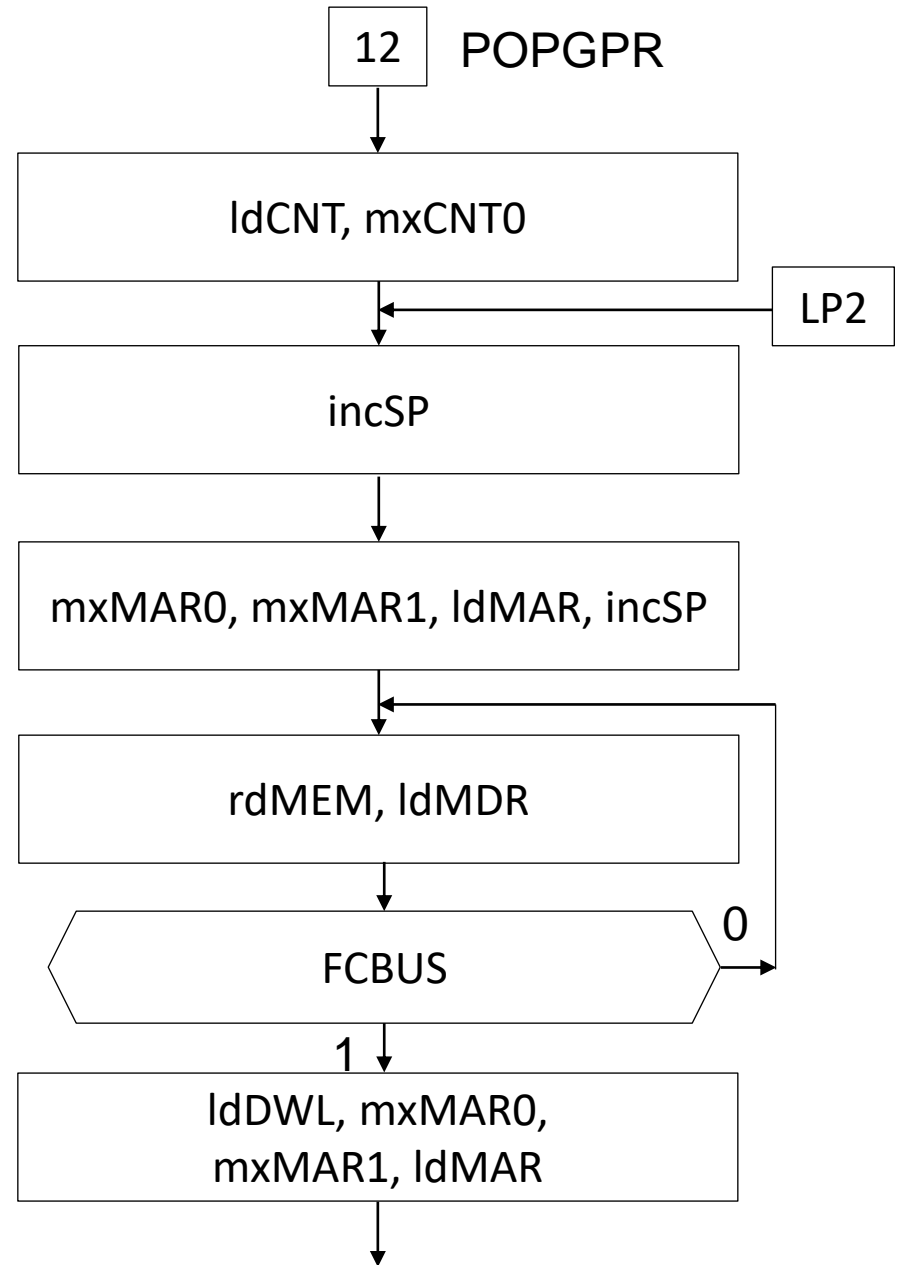 12 POPGPR
ldCNT, mxCNT0
LP2
incSP
mxMAR0, mxMAR1, ldMAR, incSP
rdMEM, ldMDR
0
FCBUS
1
ldDWL, mxMAR0,
mxMAR1, ldMAR